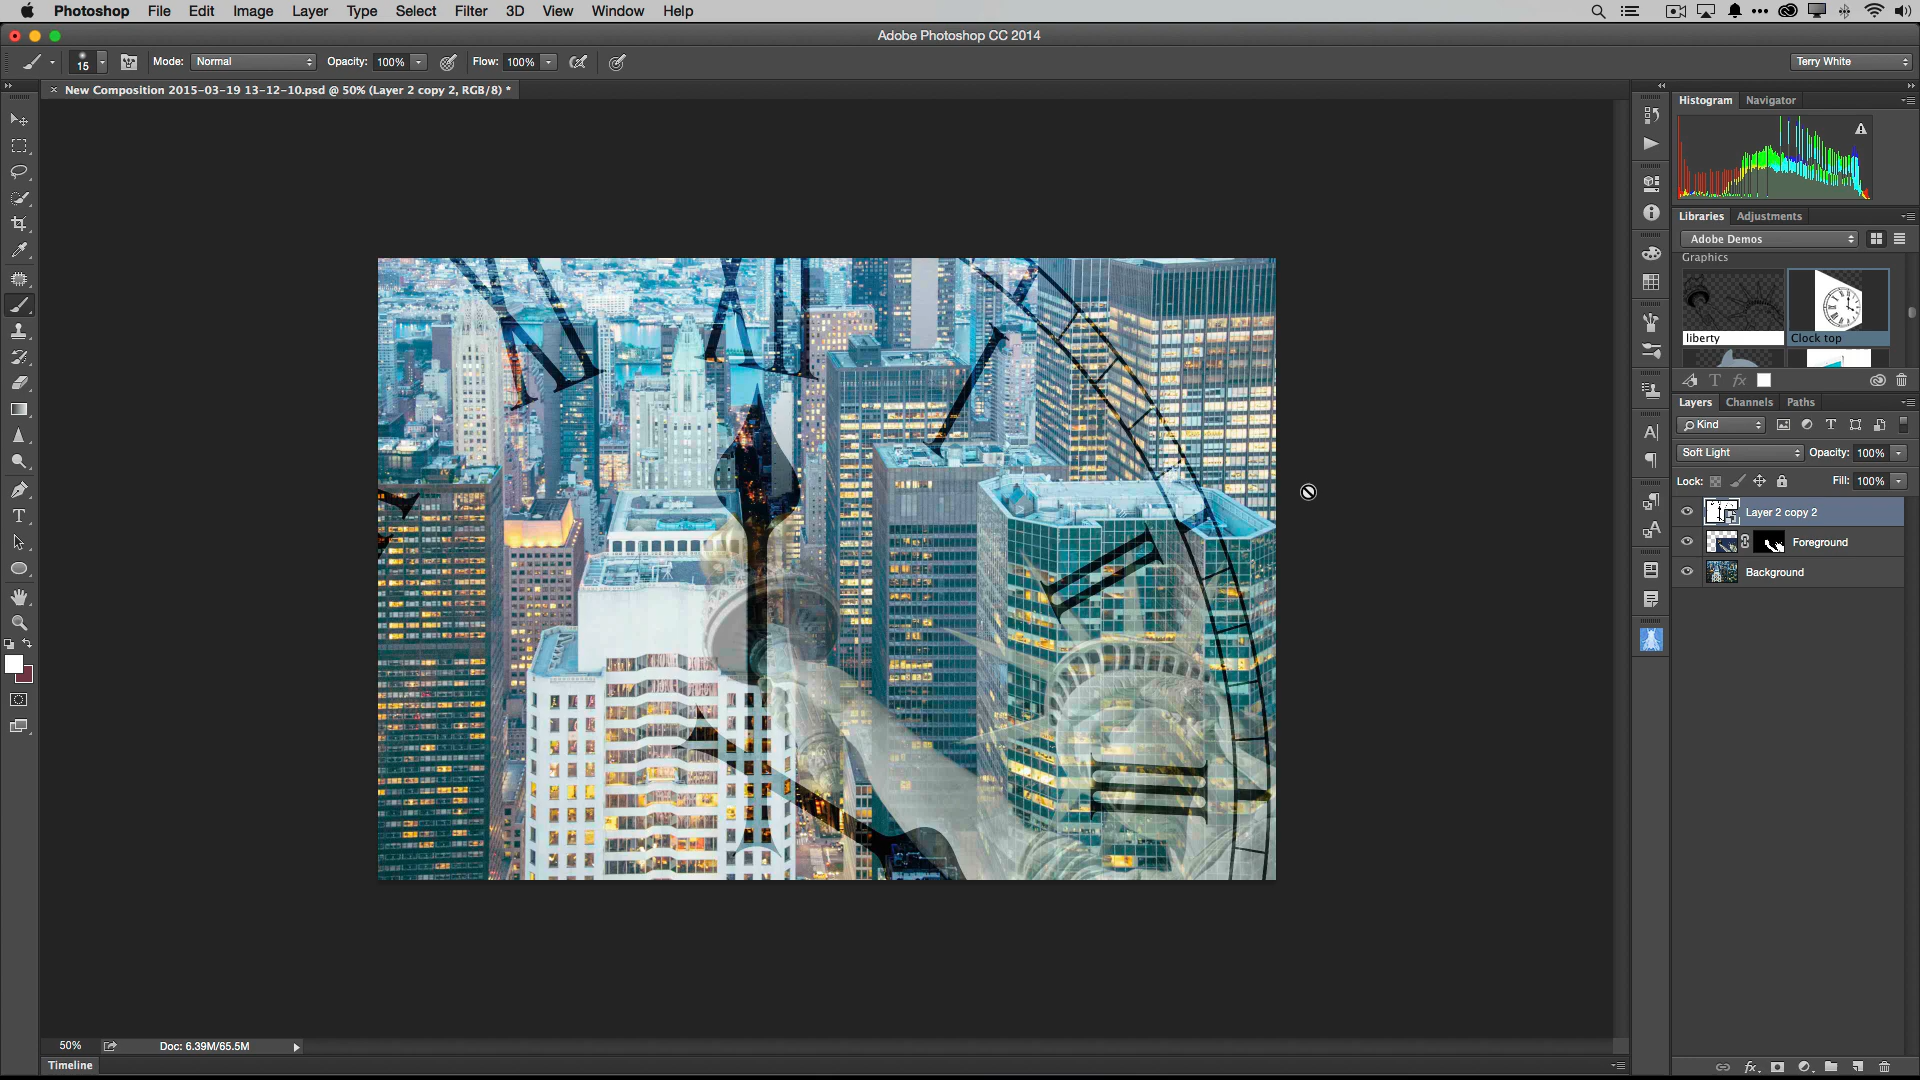 Photoshop File Edit Image Layer Type Select Filter 3D View Window Help
Adobe Photoshop CC 2014
15 Mode: Normal Opacity: 100% Flow: 100% Terry White
New Composition 2015-03-19 13-12-10.psd @ 50% (Layer 2 copy 2, RGB/8) *
Histogram Navigator
Libraries Adjustments
Adobe Demos
Graphics
liberty Clock top
Layers Channels Paths
Kind
Soft Light Opacity: 100%
Lock: Fill: 100%
Layer 2 copy 2
Foreground
Background
50% Doc: 6.39M/65.5M
Timeline